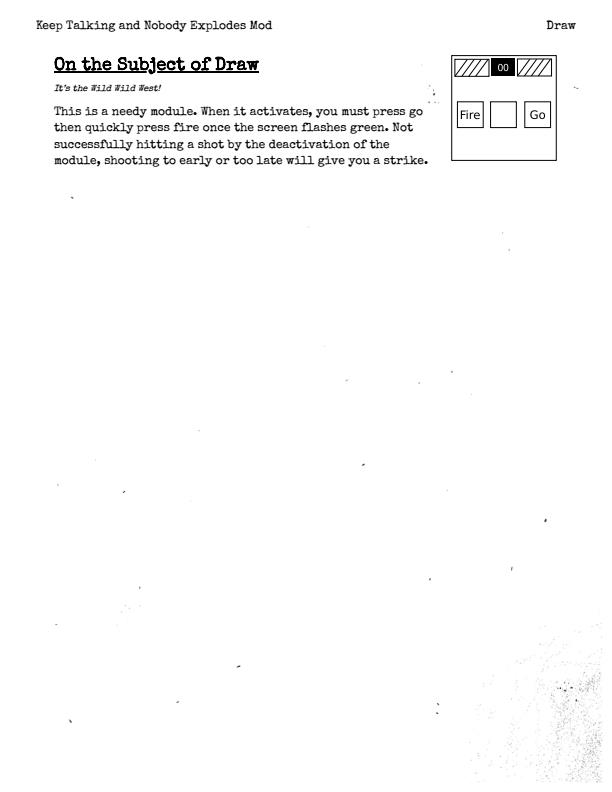 Keep Talking and Nobody Explodes Mod
Draw
On the Subject of Draw
It's the Wild Wild West!
This is a needy module. When it activates, you must press go
then quickly press fire once the screen flashes green. Not
successfully hitting a shot by the deactivation of the
module, shooting to early or too late will give you a strike.
00
Fire
Go